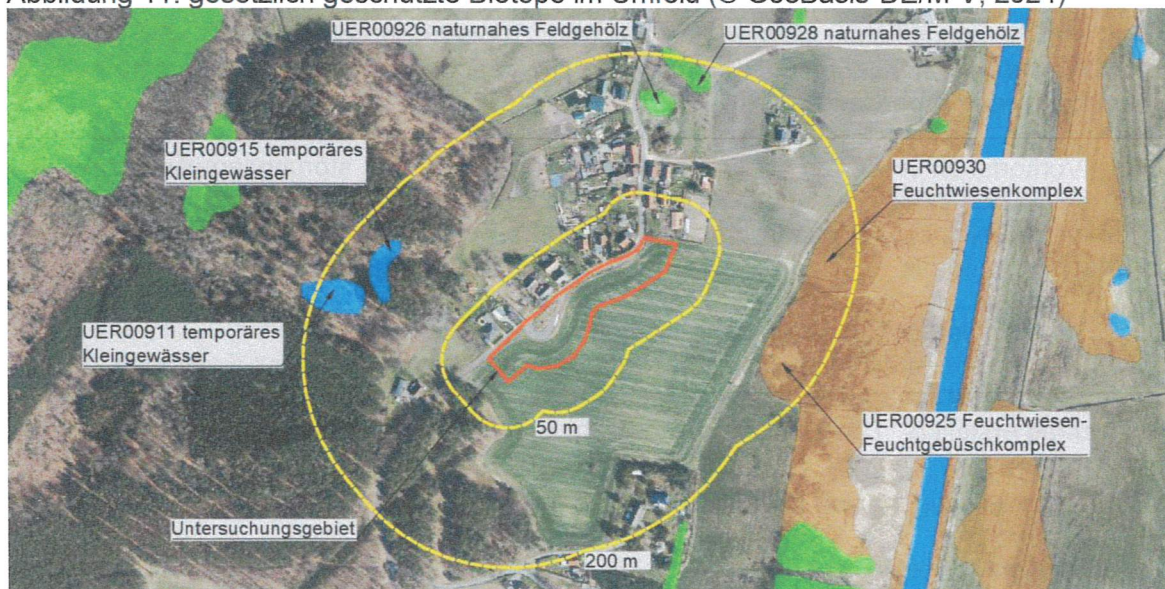 Abbildung 11: gesetzlich geschützte Biotope im Umfeld (© GeoBasis-DE/M-V, 2024)
UER00926 naturnahes Feldgehölz
UER00928 naturnahes Feldgehölz
UER00915 temporäres
Kleingewässer
UER00930
Feuchtwiesenkomplex
UER00911 temporäres
Kleingewässer
50 m
UER00925 Feuchtwiesen-
Feuchtgebüschkomplex
Untersuchungsgebiet
200 m